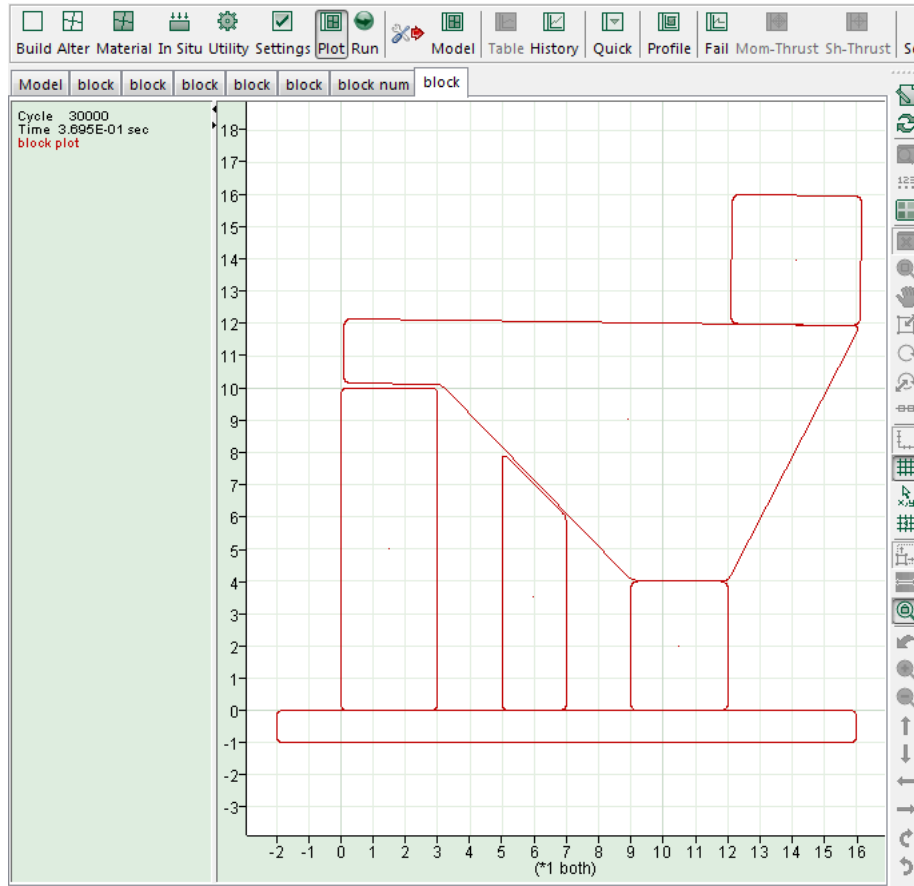 Build Alter Material In Situ Utility Settings Plot Run Model Table History Quick Profile Fail Mom-Thrust Sh-Thrust
Model block block block block block block num block
Cycle 30000
Time 3.695E-01 sec
block plot
18
17
16
15
14
13
12
11
10
9
8
7
6
5
4
3
2
1
0
-1
-2
-3
-2 -1 0 1 2 3 4 5 6 7 8 9 10 11 12 13 14 15 16
(*1 both)
123
x,y